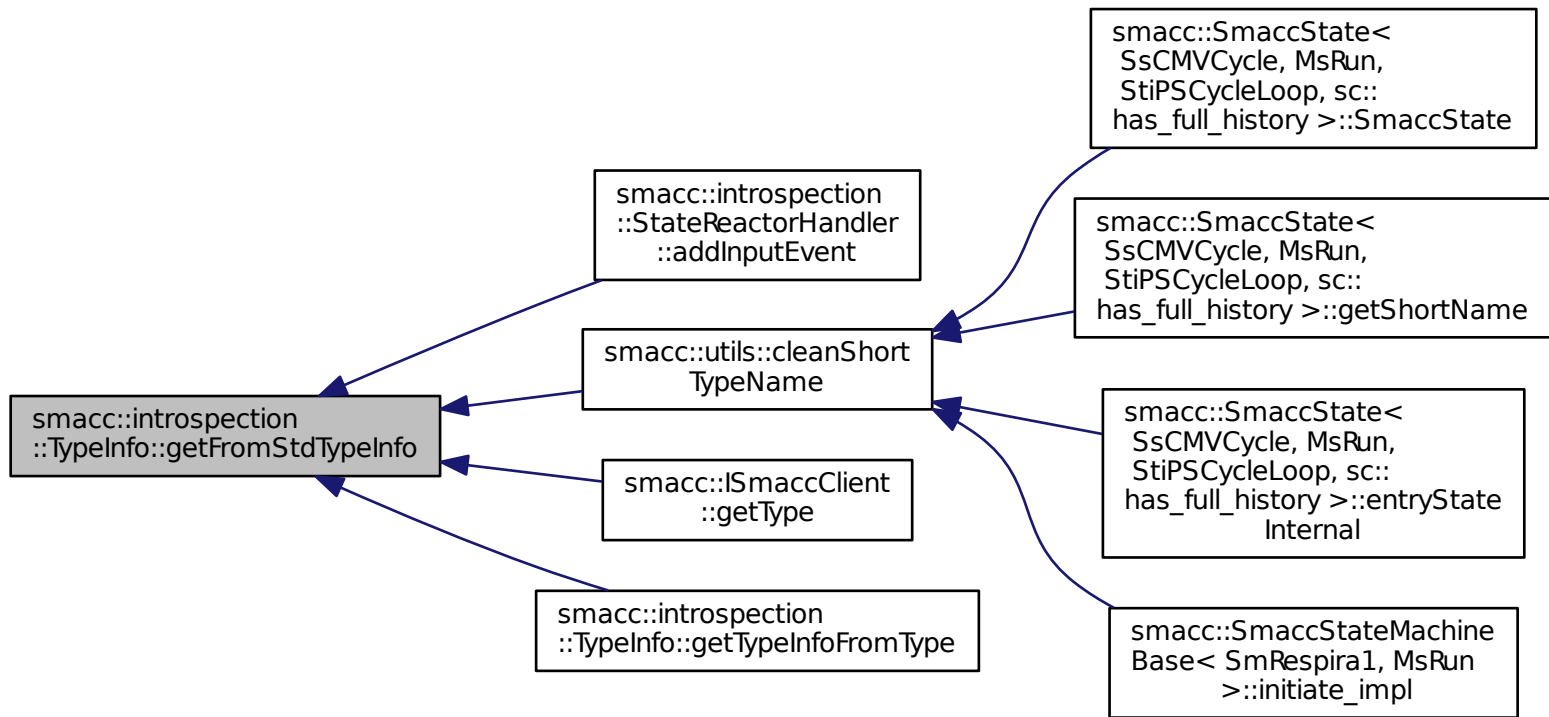 smacc::SmaccState<
SsCMVCycle, MsRun,
StiPSCycleLoop, sc::
has_full_history >::SmaccState
smacc::introspection
::StateReactorHandler
::addInputEvent
smacc::SmaccState<
SsCMVCycle, MsRun,
StiPSCycleLoop, sc::
has_full_history >::getShortName
smacc::utils::cleanShort
TypeName
smacc::introspection
::TypeInfo::getFromStdTypeInfo
smacc::SmaccState<
SsCMVCycle, MsRun,
StiPSCycleLoop, sc::
has_full_history >::entryState
Internal
smacc::ISmaccClient
::getType
smacc::introspection
::TypeInfo::getTypeInfoFromType
smacc::SmaccStateMachine
Base< SmRespira1, MsRun
>::initiate_impl